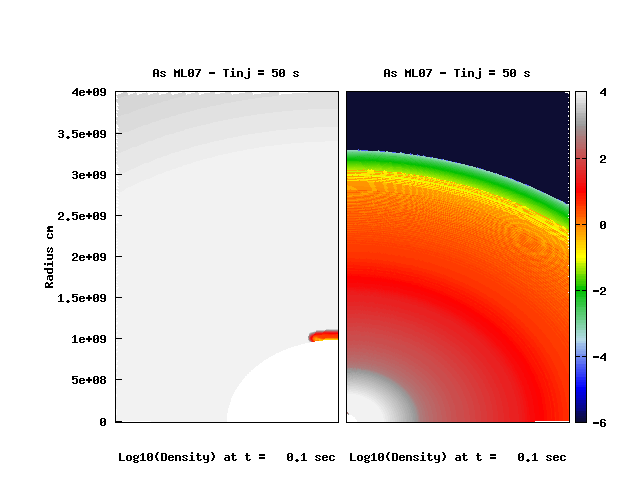 As ML07 - Tinj = 50 s
As ML07 - Tinj = 50 s
4e+09
3.5e+09
3e+09
2.5e+09
2e+09
1.5e+09
1e+09
5e+08
0
Radius cm
4
2
0
-2
-4
-6
Log10(Density) at t = 0.1 sec
Log10(Density) at t = 0.1 sec